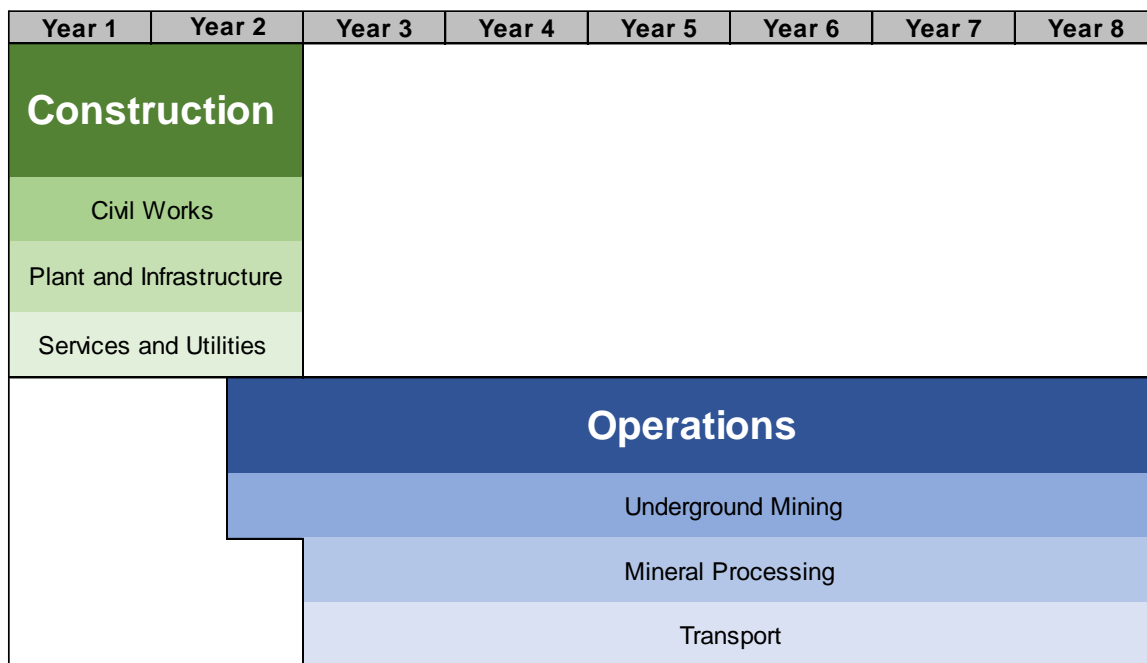 Year 1 Year 2 Year 3 Year 4 Year 5 Year 6 Year 7 Year 8
Construction
Civil Works
Plant and Infrastructure
Services and Utilities
Operations
Underground Mining
Mineral Processing
Transport